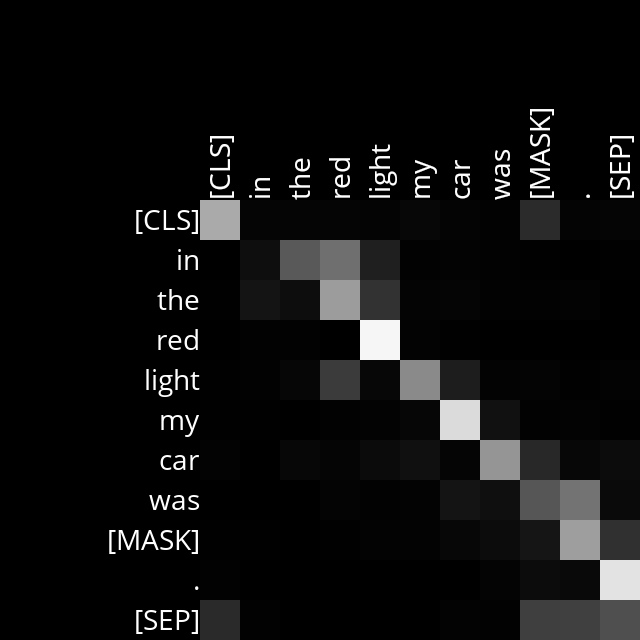 [CLS] in the red light my car was [MASK] . [SEP]
[CLS]
in
the
red
light
my
car
was
[MASK]
.
[SEP]